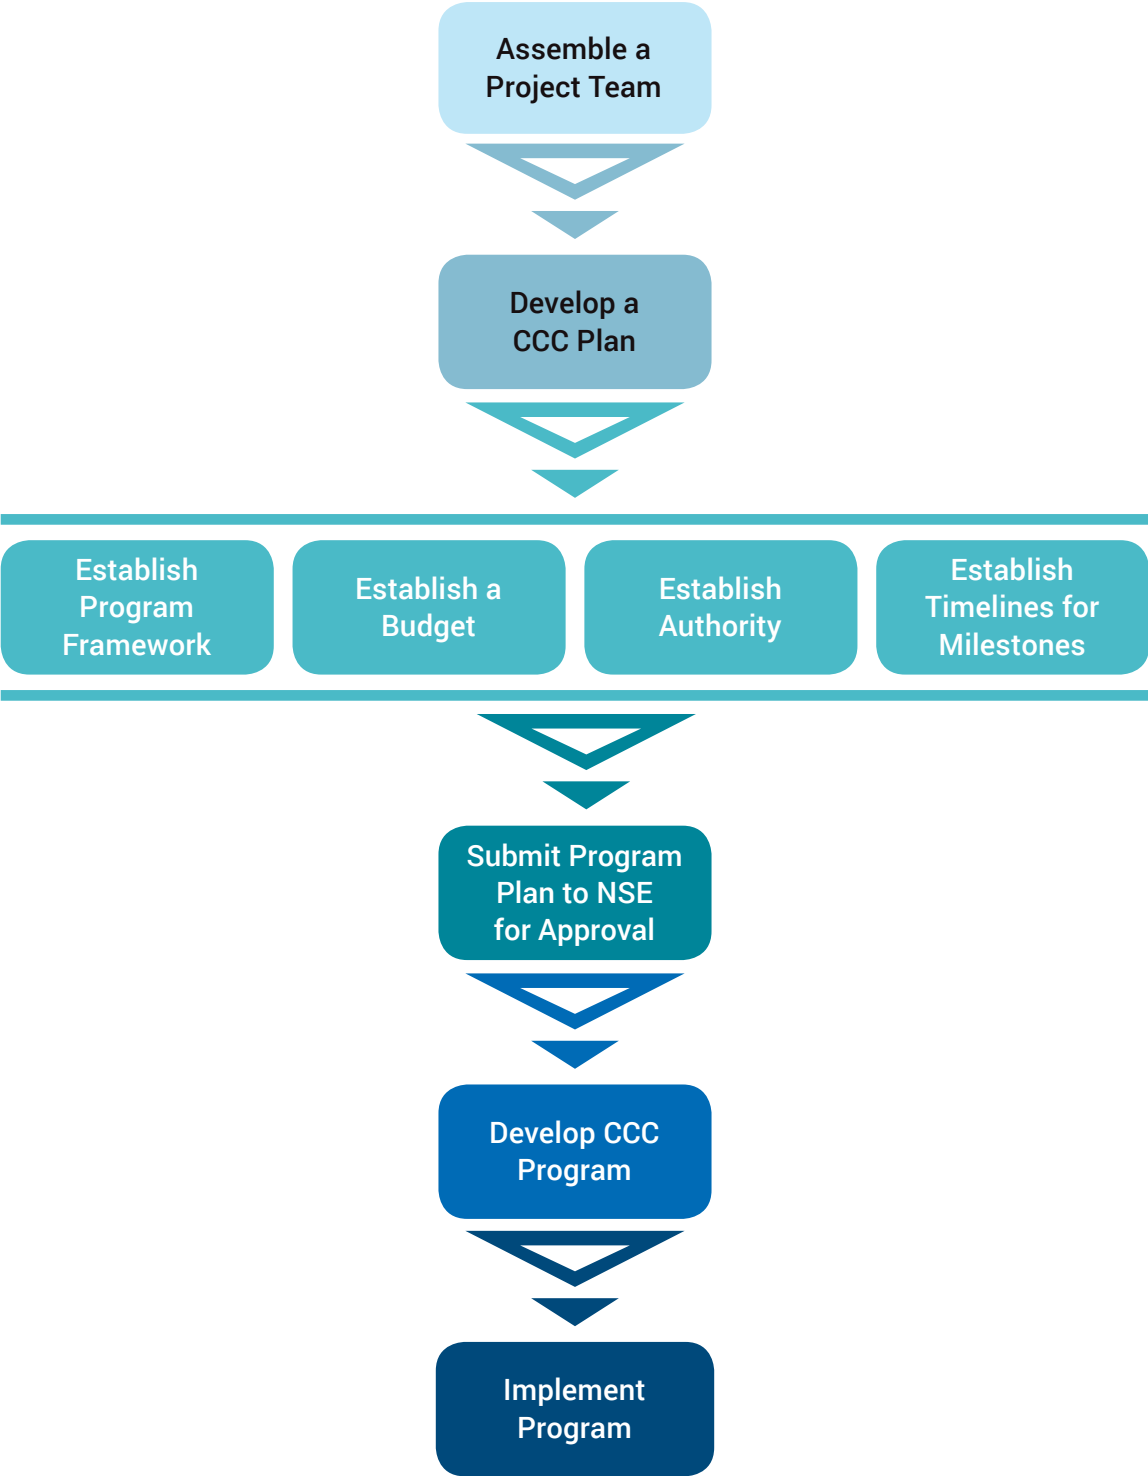 Assemble a
Project Team
Develop a
CCC Plan
Establish
Program
Framework
Establish a
Budget
Establish
Authority
Establish
Timelines for
Milestones
Submit Program
Plan to NSE
for Approval
Develop CCC
Program
Implement
Program